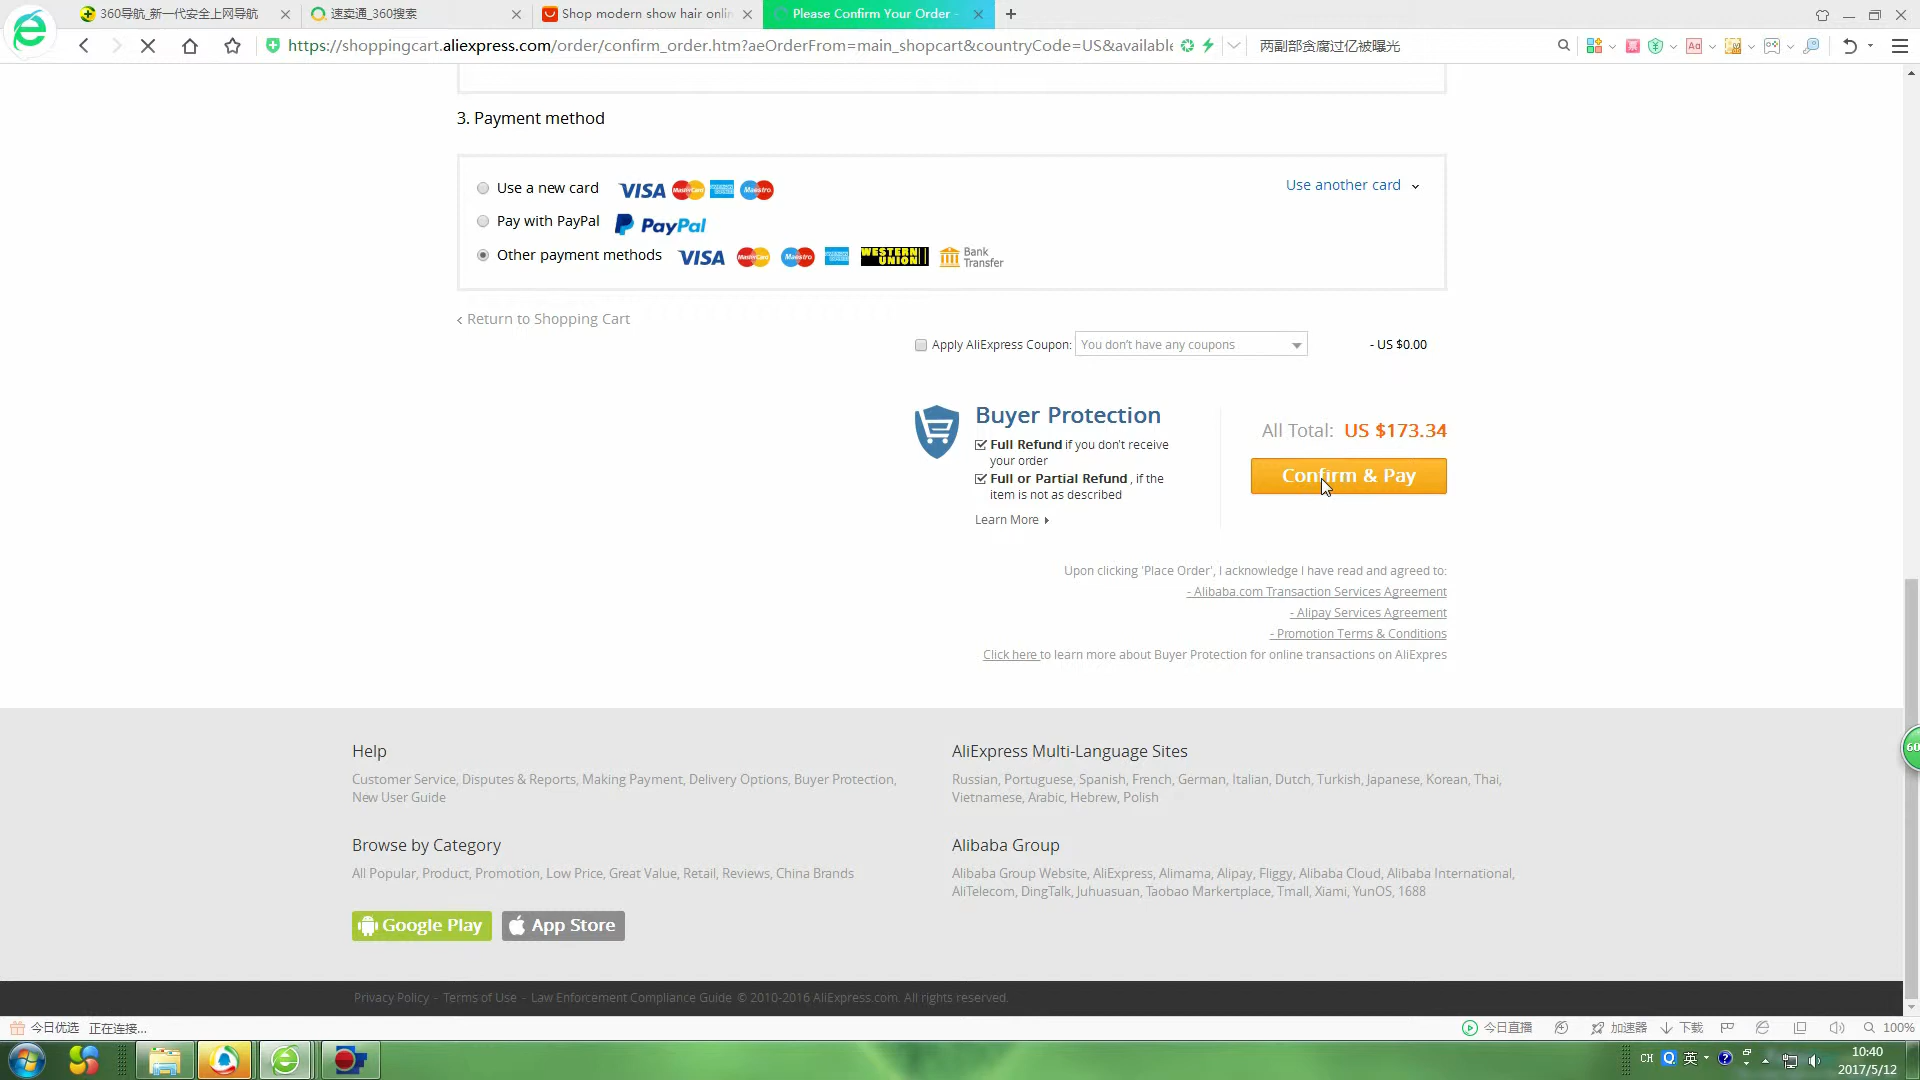 360导航_新一代安全上网导航
速卖通_360搜索
Shop modern show hair onlin
Please Confirm Your Order -
https://shoppingcart.aliexpress.com/order/confirm_order.htm?aeOrderFrom=main_shopcart&countryCode=US&available
两副部贪腐过亿被曝光
3. Payment method
Use a new card VISA MasterCard Maestro
Use another card
Pay with PayPal PayPal
Other payment methods VISA MasterCard Maestro WESTERN UNION Bank Transfer
< Return to Shopping Cart
Apply AliExpress Coupon: You don't have any coupons - US $0.00
Buyer Protection
Full Refund if you don't receive
your order
Full or Partial Refund , if the
item is not as described
Learn More
All Total: US $173.34
Confirm & Pay
Upon clicking 'Place Order', I acknowledge I have read and agreed to:
- Alibaba.com Transaction Services Agreement
- Alipay Services Agreement
- Promotion Terms & Conditions
Click here to learn more about Buyer Protection for online transactions on AliExpres
Help
Customer Service, Disputes & Reports, Making Payment, Delivery Options, Buyer Protection,
New User Guide
AliExpress Multi-Language Sites
Russian, Portuguese, Spanish, French, German, Italian, Dutch, Turkish, Japanese, Korean, Thai,
Vietnamese, Arabic, Hebrew, Polish
Browse by Category
All Popular, Product, Promotion, Low Price, Great Value, Retail, Reviews, China Brands
Alibaba Group
Alibaba Group Website, AliExpress, Alimama, Alipay, Fliggy, Alibaba Cloud, Alibaba International,
AliTelecom, DingTalk, Juhuasuan, Taobao Markertplace, Tmall, Xiami, YunOS, 1688
Google Play
App Store
Privacy Policy - Terms of Use - Law Enforcement Compliance Guide © 2010-2016 AliExpress.com. All rights reserved.
60
今日优选 正在连接...
今日直播 加速器 下载 100%
CH 英
10:40
2017/5/12